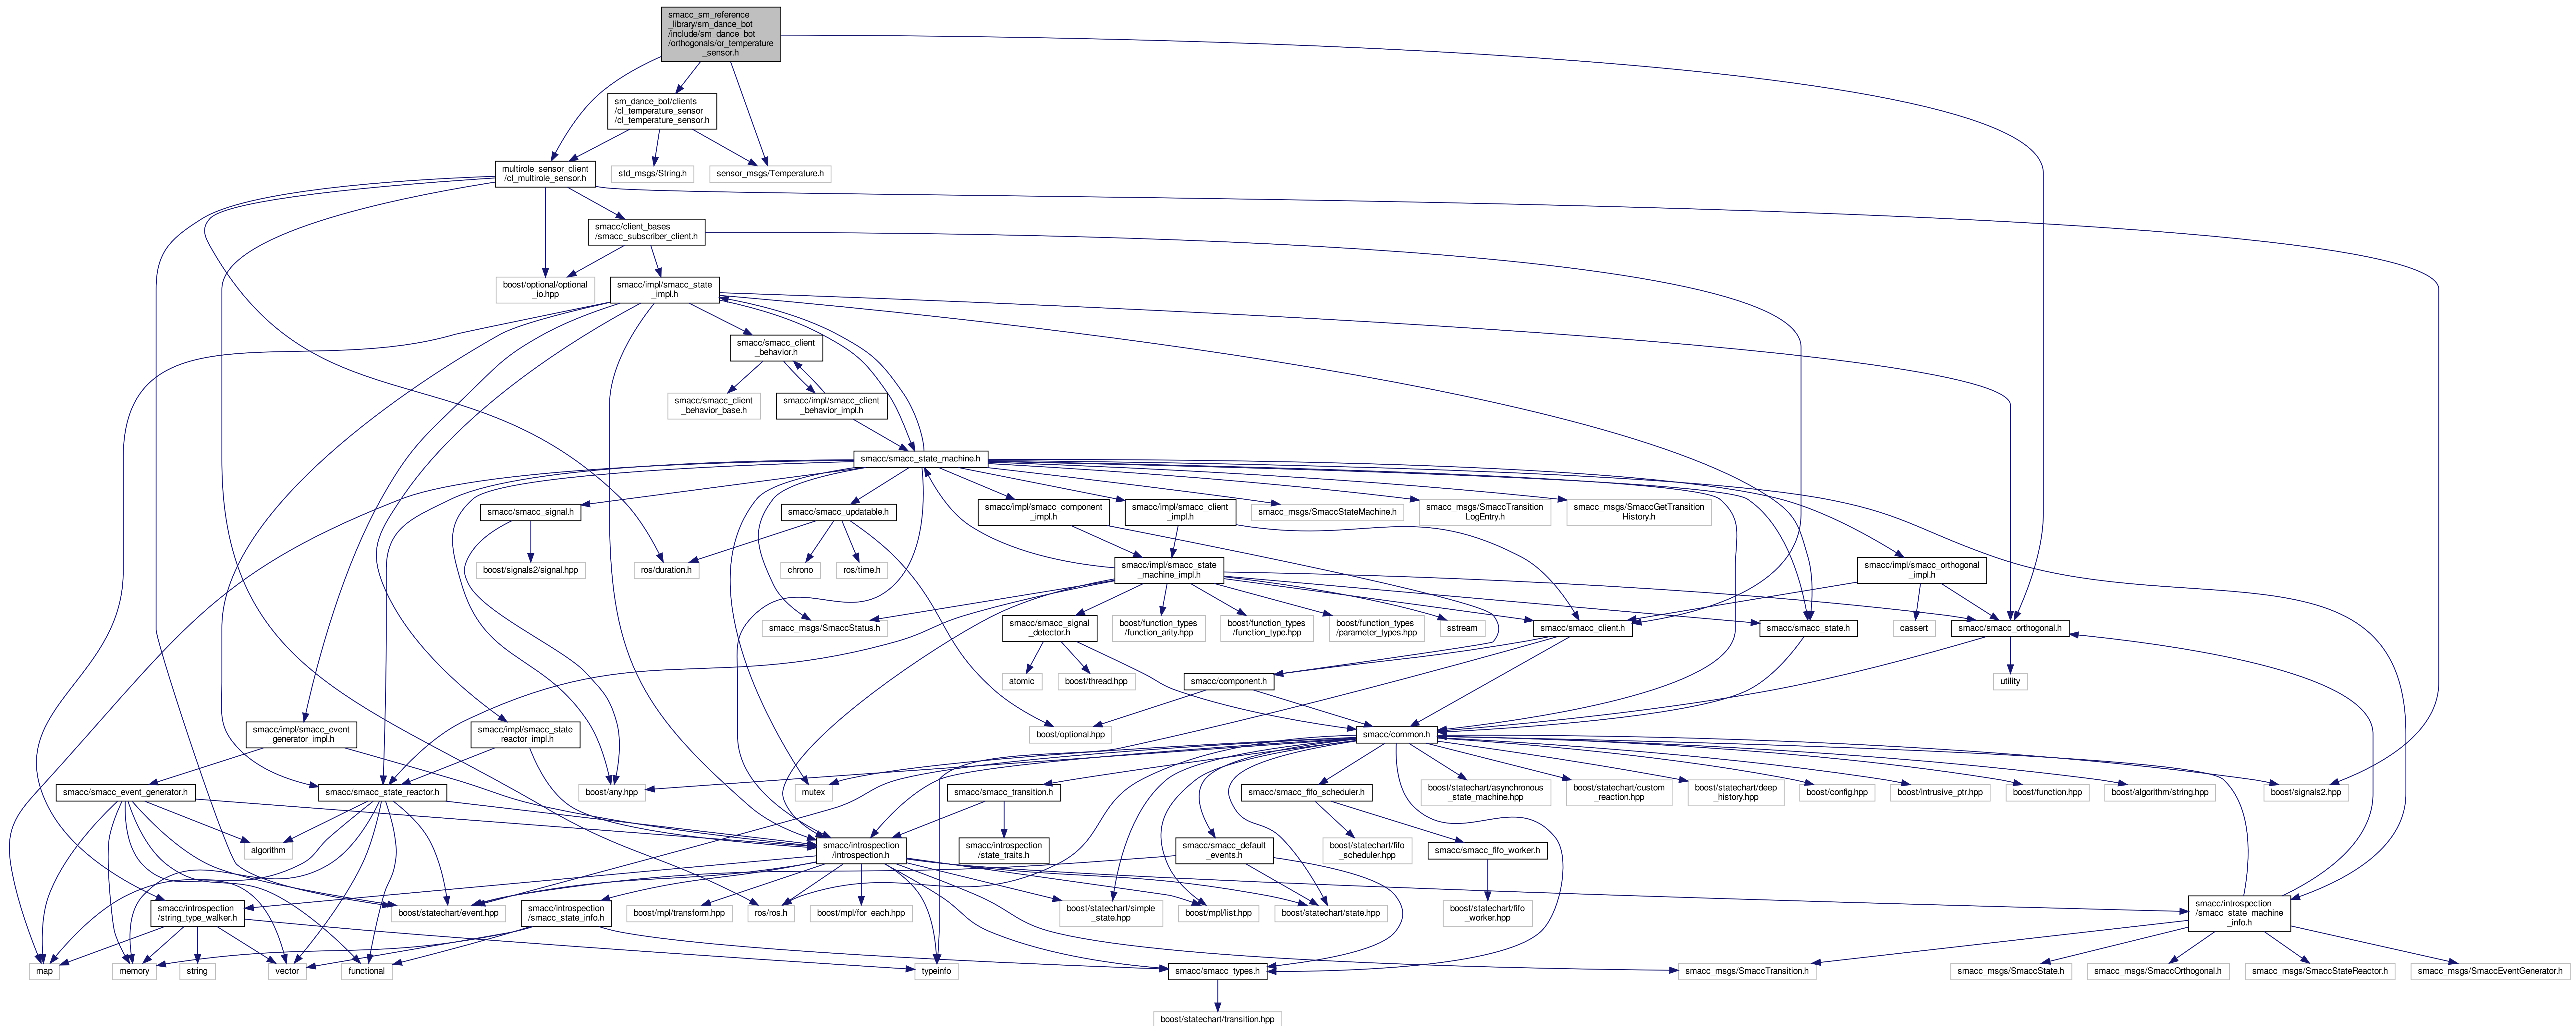 smacc_sm_reference
_library/sm_dance_bot
/include/sm_dance_bot
/orthogonals/or_temperature
_sensor.h
sm_dance_bot/clients
/cl_temperature_sensor
/cl_temperature_sensor.h
multirole_sensor_client
/cl_multirole_sensor.h
std_msgs/String.h
sensor_msgs/Temperature.h
smacc/client_bases
/smacc_subscriber_client.h
boost/optional/optional
_io.hpp
smacc/impl/smacc_state
_impl.h
smacc/smacc_client
_behavior.h
smacc/smacc_client
_behavior_base.h
smacc/impl/smacc_client
_behavior_impl.h
smacc/smacc_state_machine.h
smacc/smacc_signal.h
smacc/smacc_updatable.h
smacc/impl/smacc_component
_impl.h
smacc/impl/smacc_client
_impl.h
smacc_msgs/SmaccStateMachine.h
smacc_msgs/SmaccTransition
LogEntry.h
smacc_msgs/SmaccGetTransition
History.h
boost/signals2/signal.hpp
ros/duration.h
chrono
ros/time.h
smacc/impl/smacc_state
_machine_impl.h
smacc/impl/smacc_orthogonal
_impl.h
smacc_msgs/SmaccStatus.h
smacc/smacc_signal
_detector.h
boost/function_types
/function_arity.hpp
boost/function_types
/function_type.hpp
boost/function_types
/parameter_types.hpp
sstream
smacc/smacc_client.h
smacc/smacc_state.h
cassert
smacc/smacc_orthogonal.h
atomic
boost/thread.hpp
smacc/component.h
utility
smacc/impl/smacc_event
_generator_impl.h
smacc/impl/smacc_state
_reactor_impl.h
boost/optional.hpp
smacc/common.h
smacc/smacc_event_generator.h
smacc/smacc_state_reactor.h
boost/any.hpp
mutex
smacc/smacc_transition.h
smacc/smacc_fifo_scheduler.h
boost/statechart/asynchronous
_state_machine.hpp
boost/statechart/custom
_reaction.hpp
boost/statechart/deep
_history.hpp
boost/config.hpp
boost/intrusive_ptr.hpp
boost/function.hpp
boost/algorithm/string.hpp
boost/signals2.hpp
algorithm
smacc/introspection
/introspection.h
smacc/introspection
/state_traits.h
smacc/smacc_default
_events.h
boost/statechart/fifo
_scheduler.hpp
smacc/smacc_fifo_worker.h
smacc/introspection
/string_type_walker.h
boost/statechart/event.hpp
smacc/introspection
/smacc_state_info.h
boost/mpl/transform.hpp
ros/ros.h
boost/mpl/for_each.hpp
boost/statechart/simple
_state.hpp
boost/mpl/list.hpp
boost/statechart/state.hpp
boost/statechart/fifo
_worker.hpp
smacc/introspection
/smacc_state_machine
_info.h
map
memory
string
vector
functional
typeinfo
smacc/smacc_types.h
smacc_msgs/SmaccTransition.h
smacc_msgs/SmaccState.h
smacc_msgs/SmaccOrthogonal.h
smacc_msgs/SmaccStateReactor.h
smacc_msgs/SmaccEventGenerator.h
boost/statechart/transition.hpp